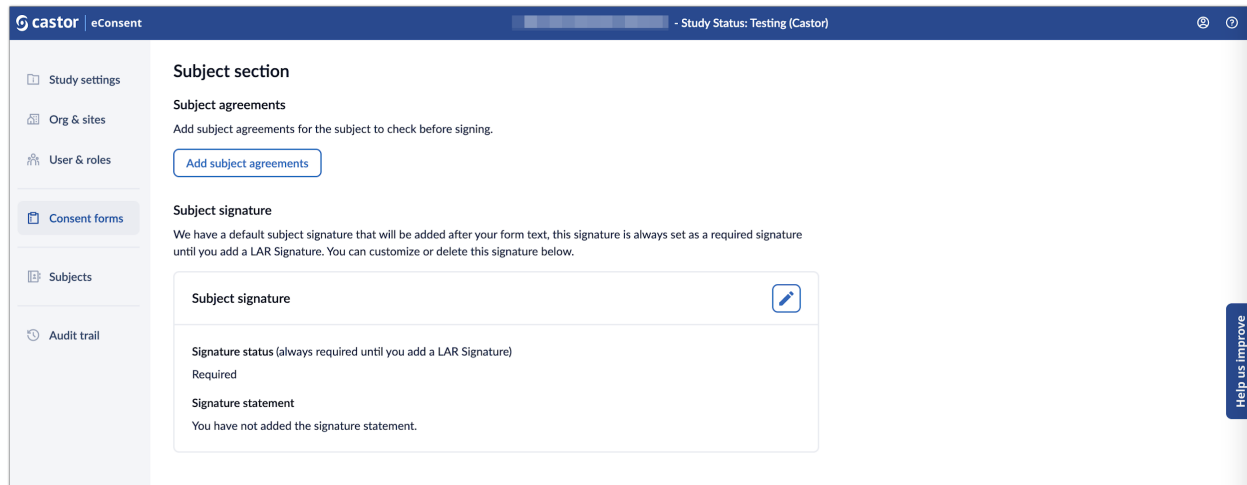 castor | eConsent
- Study Status: Testing (Castor)
Study settings
Org & sites
User & roles
Consent forms
Subjects
Audit trail
Subject section
Subject agreements
Add subject agreements for the subject to check before signing.
Add subject agreements
Subject signature
We have a default subject signature that will be added after your form text, this signature is always set as a required signature
until you add a LAR Signature. You can customize or delete this signature below.
Subject signature
Signature status (always required until you add a LAR Signature)
Required
Signature statement
You have not added the signature statement.
Help us improve